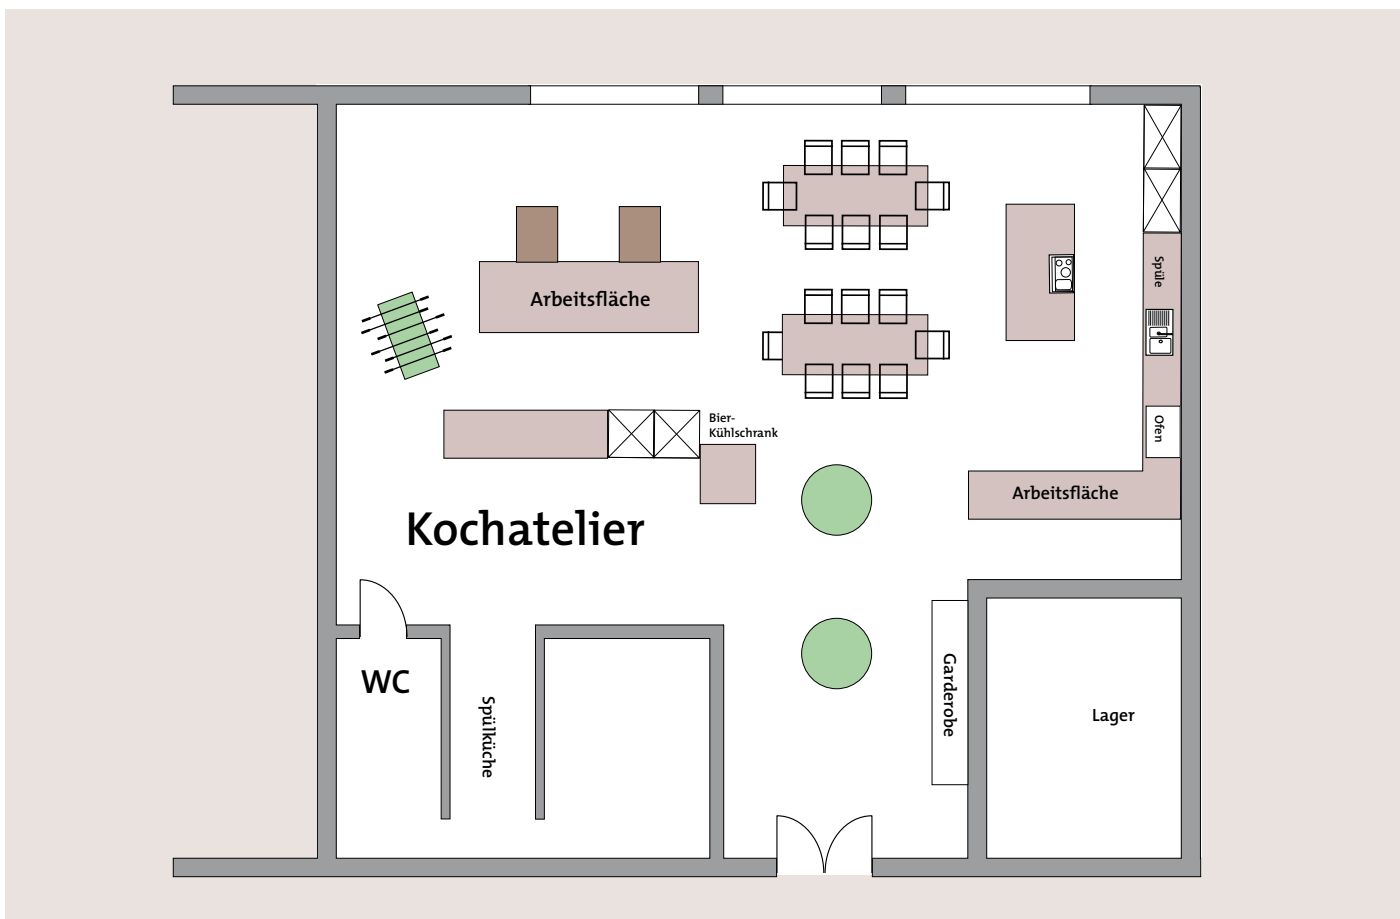 Spüle
Arbeitsfläche
Bier-
Kühlschrank
Ofen
Arbeitsfläche
Kochatelier
WC
Spülküche
Garderobe
Lager